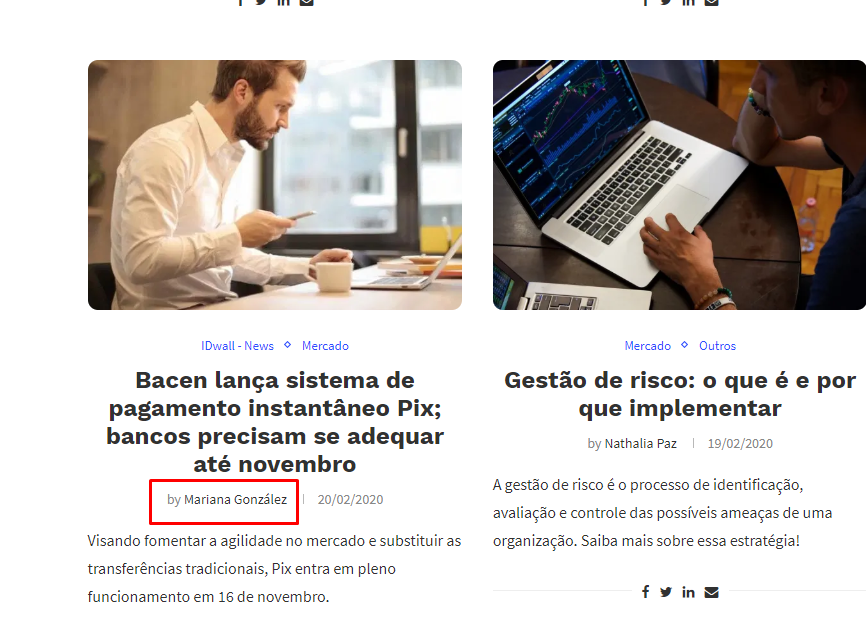 IDwall - News ◇ Mercado
Bacen lança sistema de
pagamento instantâneo Pix;
bancos precisam se adequar
até novembro
by Mariana González | 20/02/2020
Visando fomentar a agilidade no mercado e substituir as
transferências tradicionais, Pix entra em pleno
funcionamento em 16 de novembro.
Mercado ◇ Outros
Gestão de risco: o que é e por
que implementar
by Nathalia Paz | 19/02/2020
A gestão de risco é o processo de identificação,
avaliação e controle das possíveis ameaças de uma
organização. Saiba mais sobre essa estratégia!